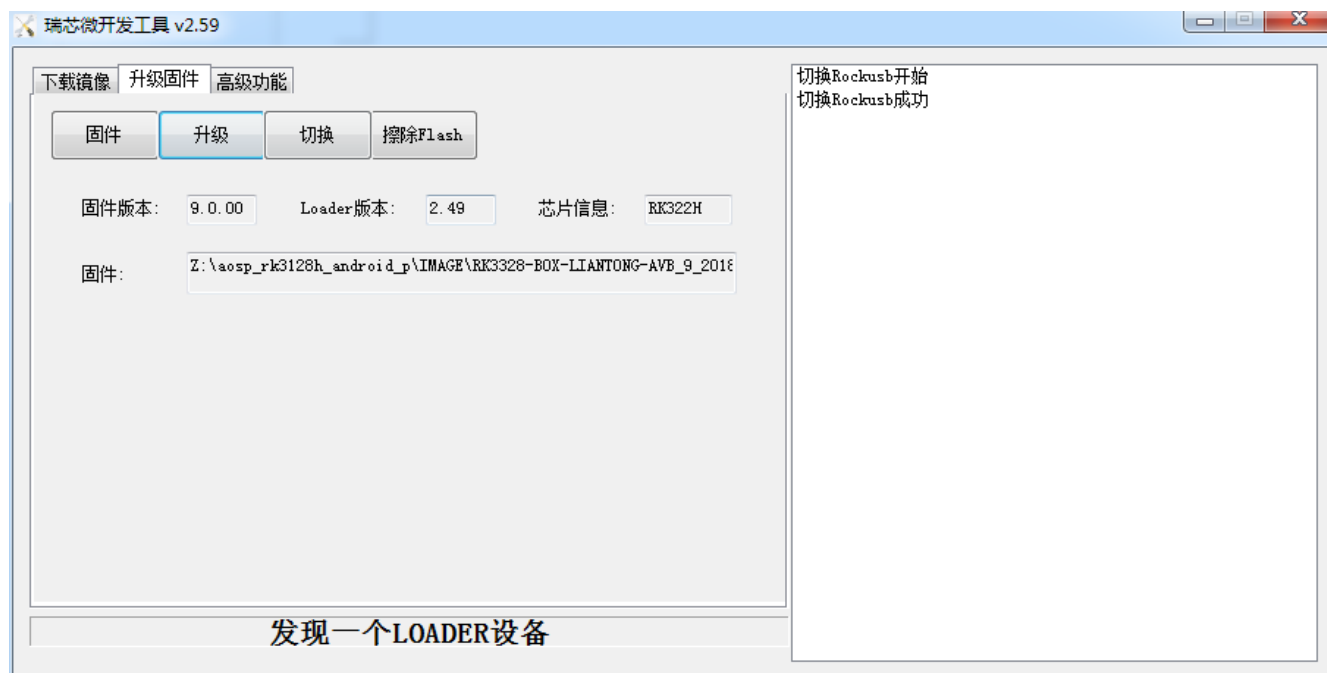 瑞芯微开发工具 v2.59
下载镜像 升级固件 高级功能
固件 升级 切换 擦除Flash
固件版本: 9.0.00 Loader版本: 2.49 芯片信息: RK322H
固件: Z:\aosp_rk3128h_android_p\IMAGE\RK3328-BOX-LIANTONG-AVB_9_2018
发现一个LOADER设备
切换Rockusb开始
切换Rockusb成功